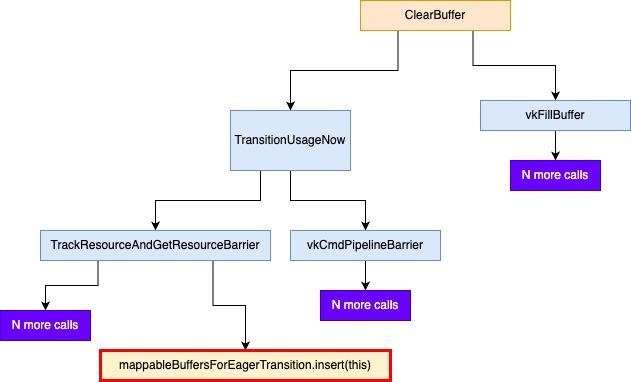 ClearBuffer
vkFillBuffer
TransitionUsageNow
N more calls
TrackResourceAndGetResourceBarrier
vkCmdPipelineBarrier
N more calls
N more calls
mappableBuffersForEagerTransition.insert(this)